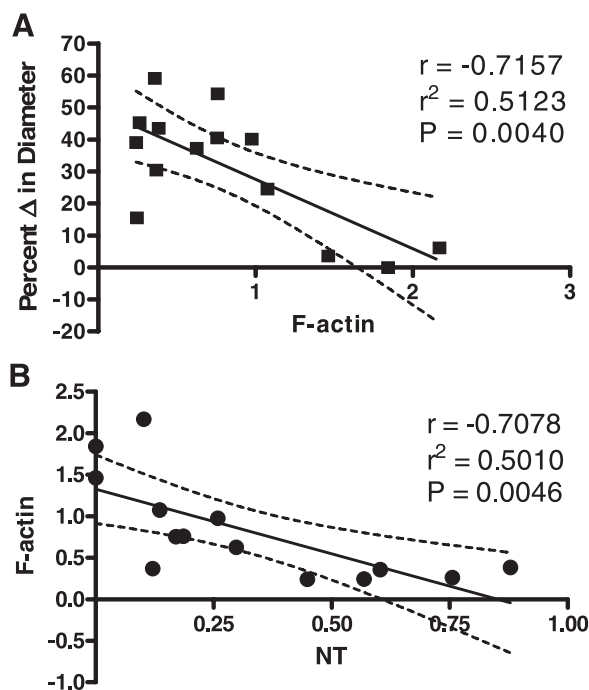 A
Percent Δ in Diameter
70
60
50
40
30
20
10
0
-10
-20
1
2
3
F-actin
r = -0.7157
r² = 0.5123
P = 0.0040
B
F-actin
2.5
2.0
1.5
1.0
0.5
0.0
-0.5
-1.0
0.25
0.50
0.75
1.00
NT
r = -0.7078
r² = 0.5010
P = 0.0046